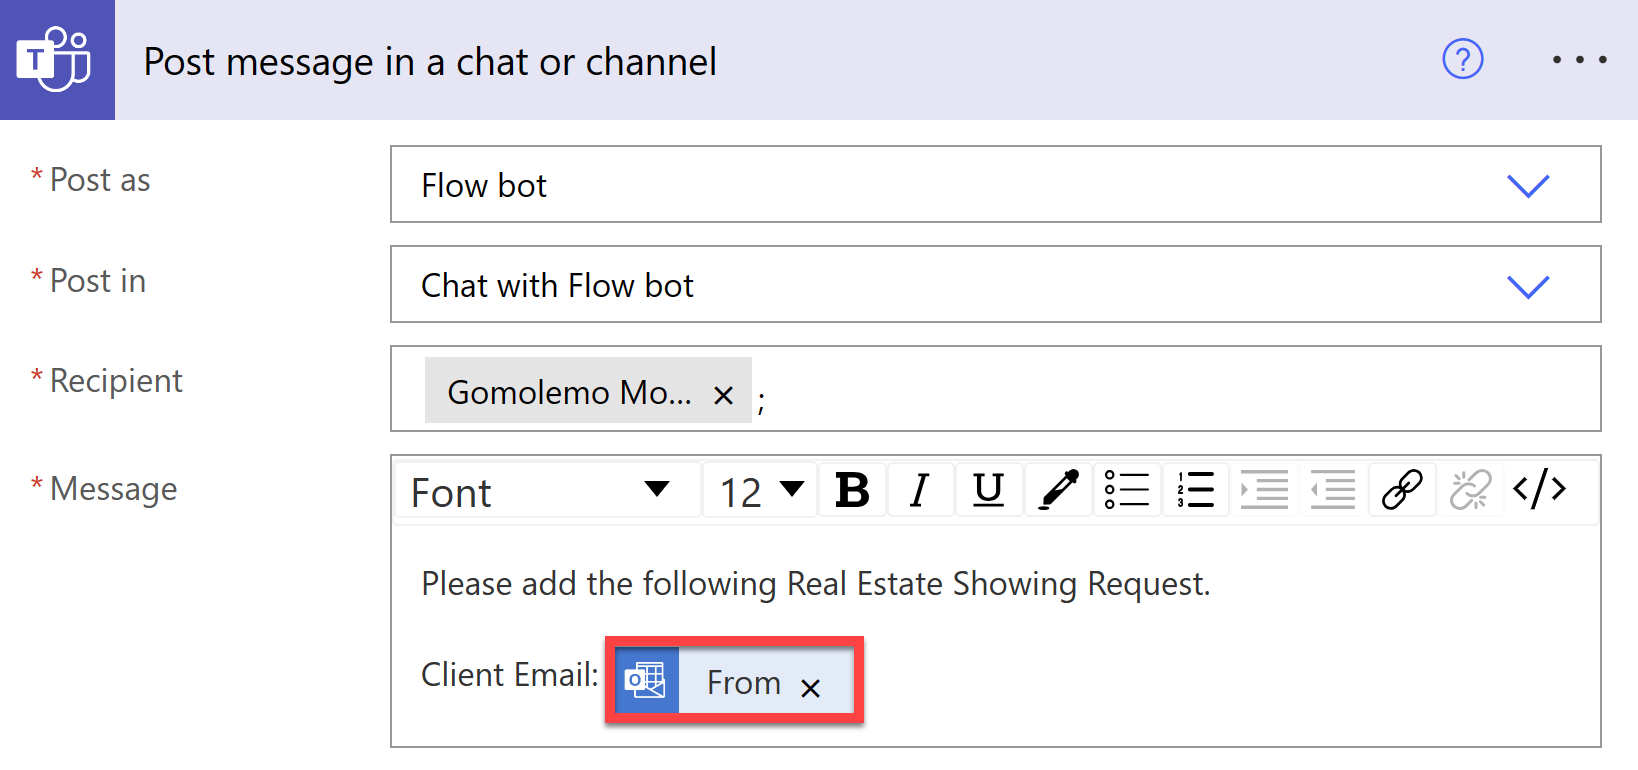 Post message in a chat or channel
* Post as
Flow bot
* Post in
Chat with Flow bot
* Recipient
Gomolemo Mo... × ;
* Message
Font 12 B I U </>
Please add the following Real Estate Showing Request.
Client Email: From ×